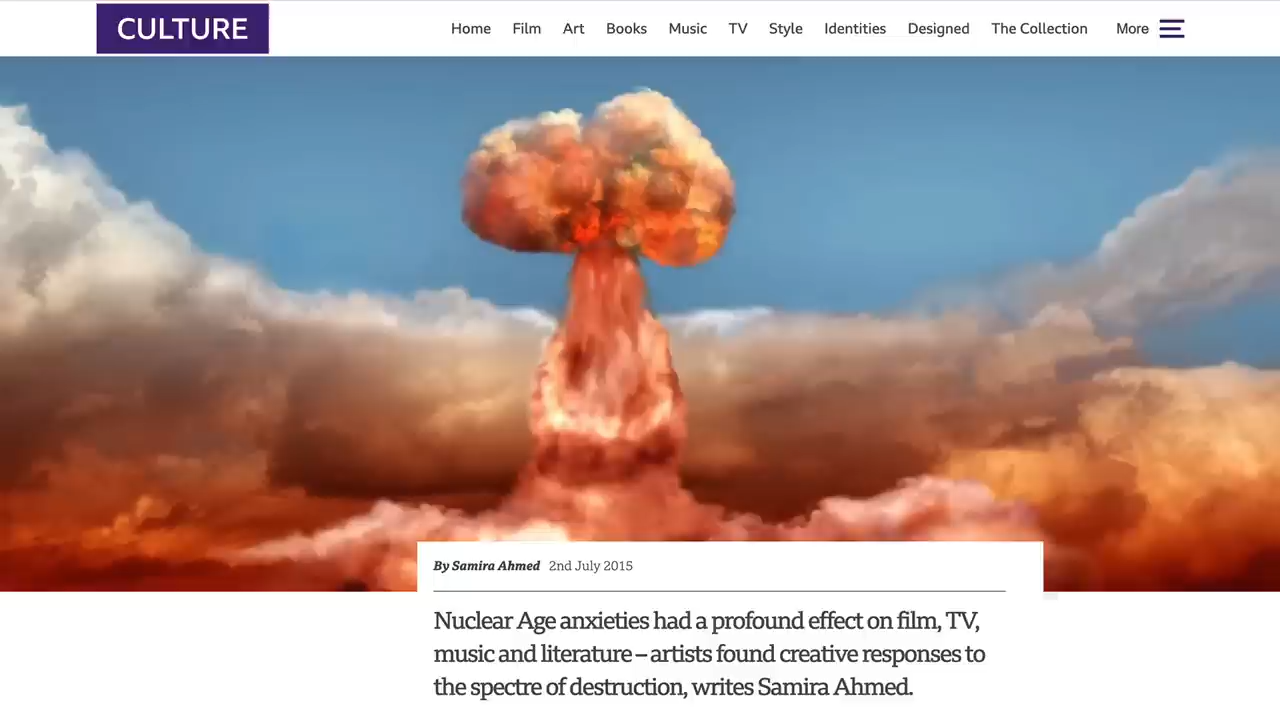 CULTURE
Home Film Art Books Music TV Style Identities Designed The Collection More
By Samira Ahmed 2nd July 2015
Nuclear Age anxieties had a profound effect on film, TV,
music and literature – artists found creative responses to
the spectre of destruction, writes Samira Ahmed.